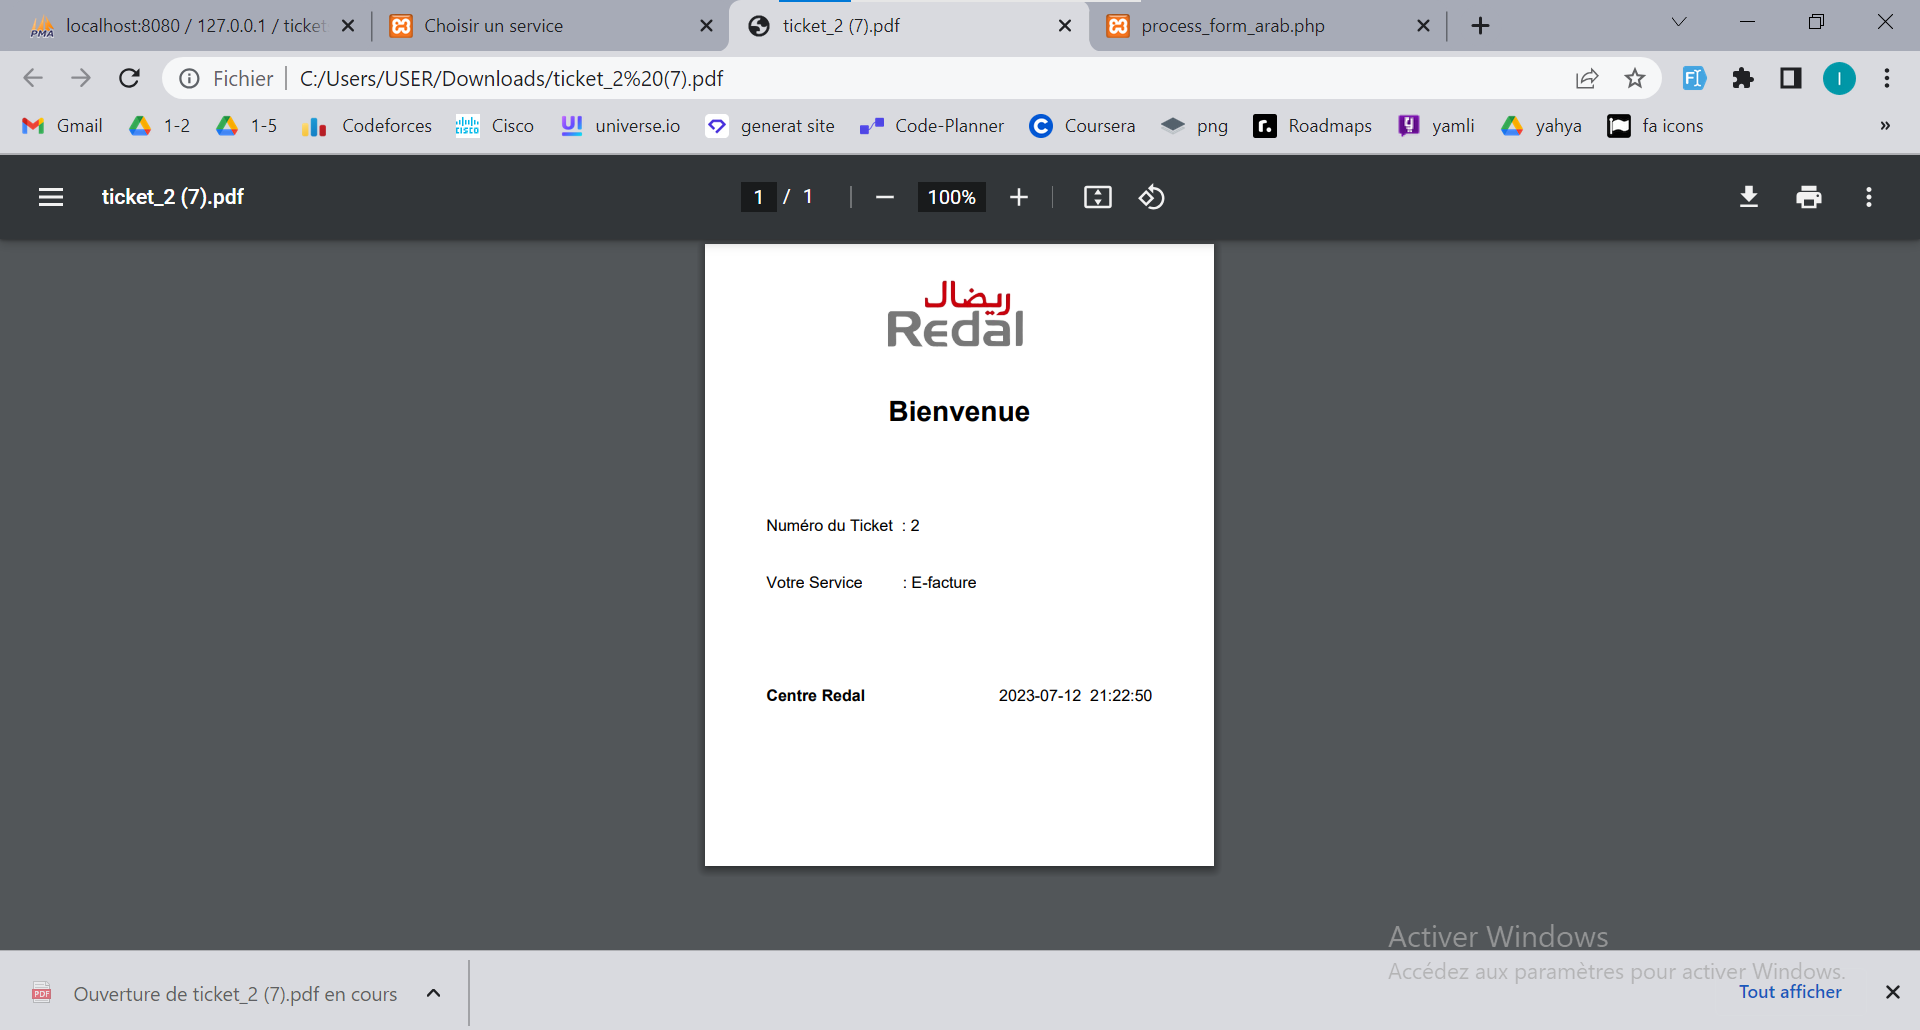 localhost:8080 / 127.0.0.1 / ticket
Choisir un service
ticket_2 (7).pdf
process_form_arab.php
Fichier
C:/Users/USER/Downloads/ticket_2%20(7).pdf
I
Gmail
1-2
1-5
Codeforces
Cisco
universe.io
generat site
Code-Planner
Coursera
png
Roadmaps
yamli
yahya
fa icons
»
ticket_2 (7).pdf
1 / 1
100%
ريضال
Redal
Bienvenue
Numéro du Ticket : 2
Votre Service : E-facture
Centre Redal 2023-07-12 21:22:50
Activer Windows
Accédez aux paramètres pour activer Windows.
Ouverture de ticket_2 (7).pdf en cours
Tout afficher